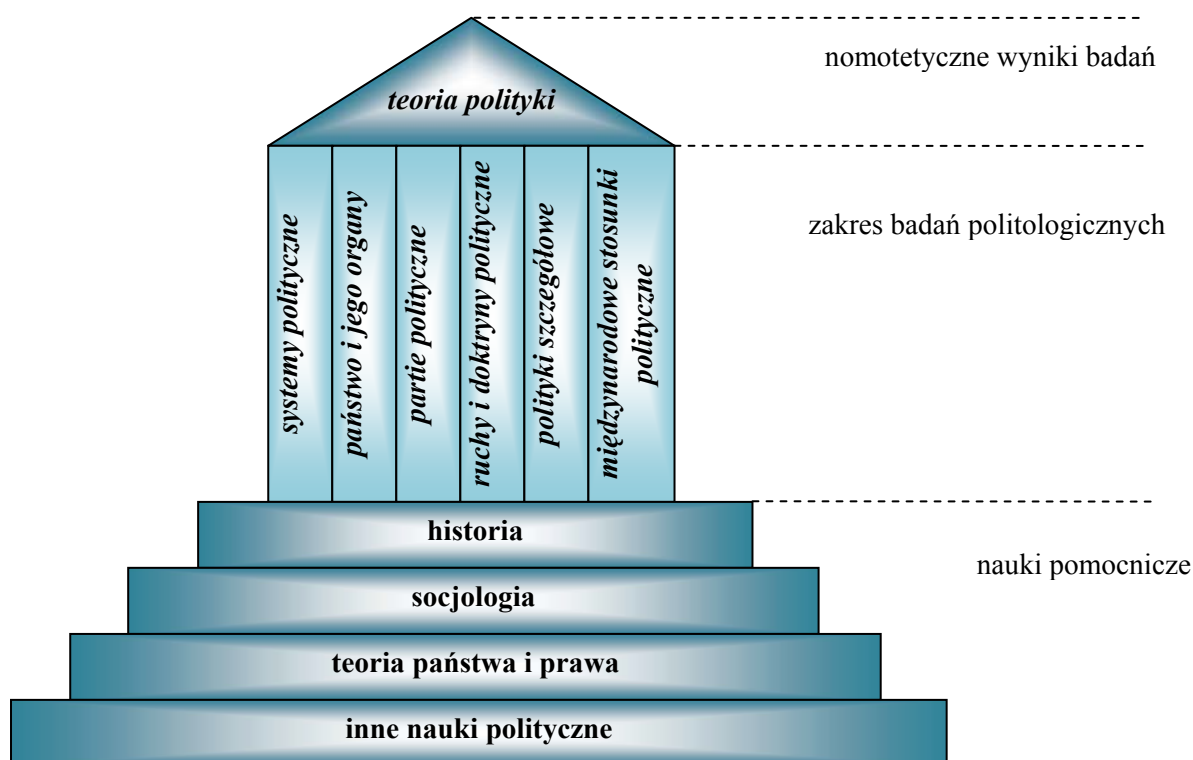 nomotetyczne wyniki badań
teoria polityki
zakres badań politologicznych
systemy polityczne
państwo i jego organy
partie polityczne
ruchy i doktryny polityczne
polityki szczegółowe
międzynarodowe stosunki
polityczne
historia
nauki pomocnicze
socjologia
teoria państwa i prawa
inne nauki polityczne